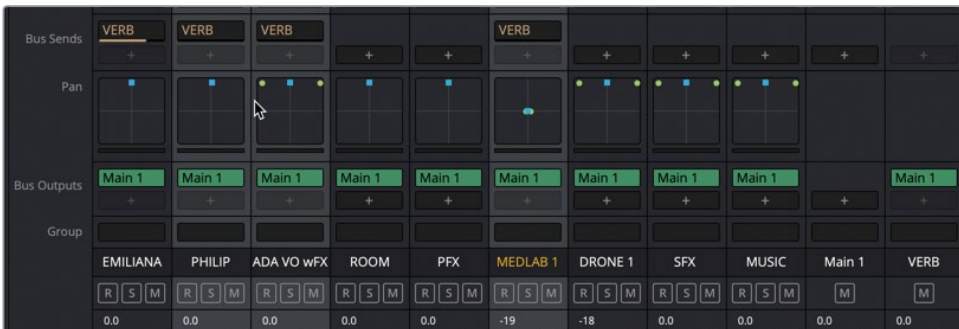 Bus Sends VERB VERB VERB VERB
+ + + + + + + + + + +
Pan
Bus Outputs Main 1 Main 1 Main 1 Main 1 Main 1 Main 1 Main 1 Main 1 Main 1 Main 1
+ + + + + + + + + + +
Group
EMILIANA PHILIP ADA VO wFX ROOM PFX MEDLAB 1 DRONE 1 SFX MUSIC Main 1 VERB
R S M R S M R S M R S M R S M R S M R S M R S M R S M M M
0.0 0.0 0.0 0.0 0.0 -19 -18 0.0 0.0 0.0 0.0